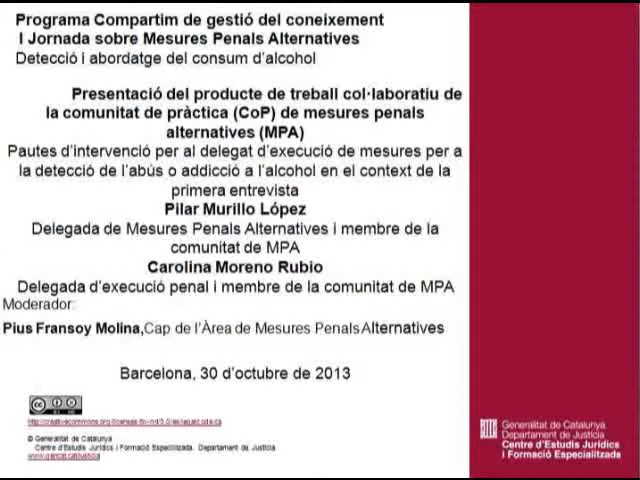 Programa Compartim de gestió del coneixement
I Jornada sobre Mesures Penals Alternatives
Detecció i abordatge del consum d'alcohol
Presentació del producte de treball col·laboratiu de
la comunitat de pràctica (CoP) de mesures penals
alternatives (MPA)
Pautes d'intervenció per al delegat d'execució de mesures per a
la detecció de l'abús o addicció a l'alcohol en el context de la
primera entrevista
Pilar Murillo López
Delegada de Mesures Penals Alternatives i membre de la
comunitat de MPA
Carolina Moreno Rubio
Delegada d'execució penal i membre de la comunitat de MPA
Moderador:
Pius Fransoy Molina, Cap de l'Àrea de Mesures Penals Alternatives
Barcelona, 30 d'octubre de 2013
© Generalitat de Catalunya
Centre d'Estudis Jurídics i Formació Especialitzada. Departament de Justícia
www.gencat.cat/justicia
Generalitat de Catalunya
Departament de Justícia
Centre d'Estudis Jurídics
i Formació Especialitzada